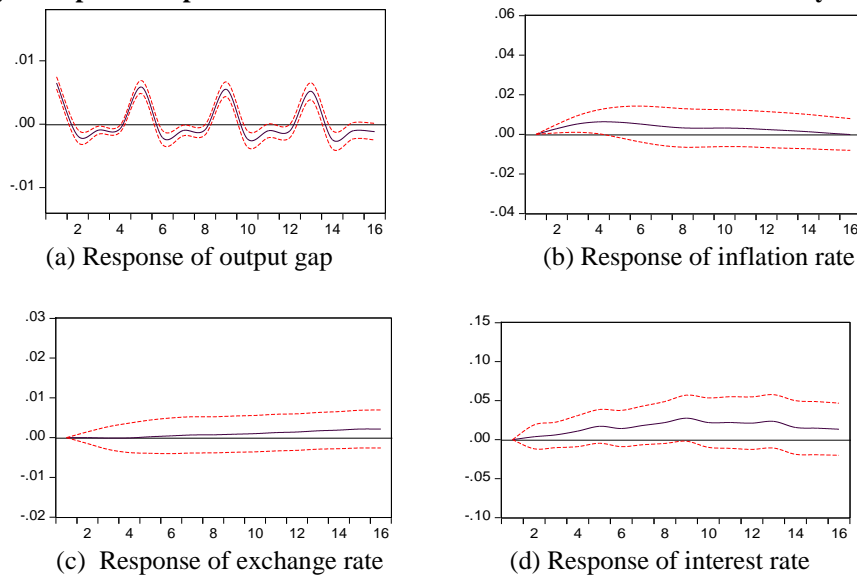 .01
.00
-.01
2 4 6 8 10 12 14 16
(a) Response of output gap
.06
.04
.02
.00
-.02
-.04
2 4 6 8 10 12 14 16
(b) Response of inflation rate
.03
.02
.01
.00
-.01
-.02
2 4 6 8 10 12 14 16
(c) Response of exchange rate
.15
.10
.05
.00
-.05
-.10
2 4 6 8 10 12 14 16
(d) Response of interest rate